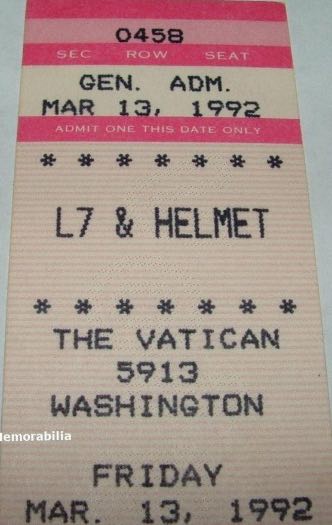 0458
SEC ROW SEAT
GEN. ADM.
MAR 13, 1992
ADMIT ONE THIS DATE ONLY
* * * * * * *
L7 & HELMET
* * * * * * *
THE VATICAN
5913
WASHINGTON
emorabilia
FRIDAY
MAR. 13, 1992